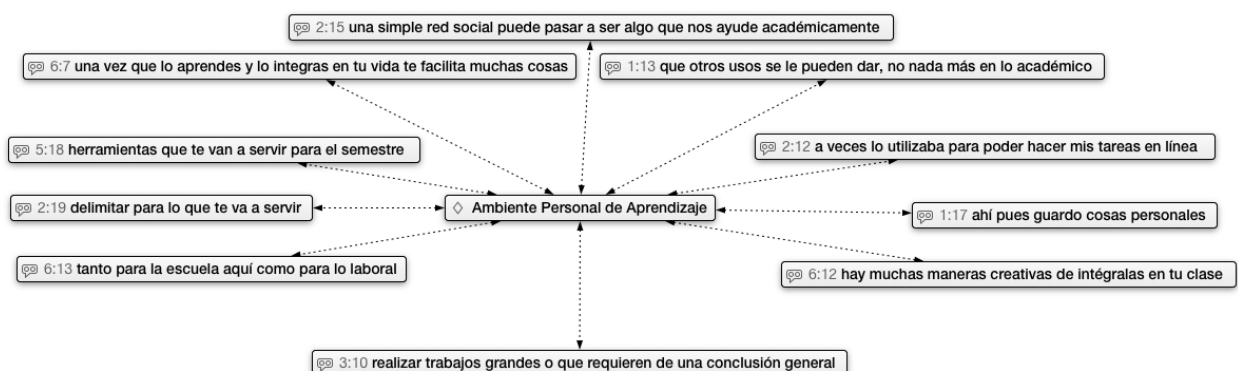 2:15 una simple red social puede pasar a ser algo que nos ayude académicamente
6:7 una vez que lo aprendes y lo integras en tu vida te facilita muchas cosas
1:13 que otros usos se le pueden dar, no nada más en lo académico
5:18 herramientas que te van a servir para el semestre
2:12 a veces lo utilizaba para poder hacer mis tareas en línea
2:19 delimitar para lo que te va a servir
Ambiente Personal de Aprendizaje
1:17 ahí pues guardo cosas personales
6:13 tanto para la escuela aquí como para lo laboral
6:12 hay muchas maneras creativas de intégralas en tu clase
3:10 realizar trabajos grandes o que requieren de una conclusión general